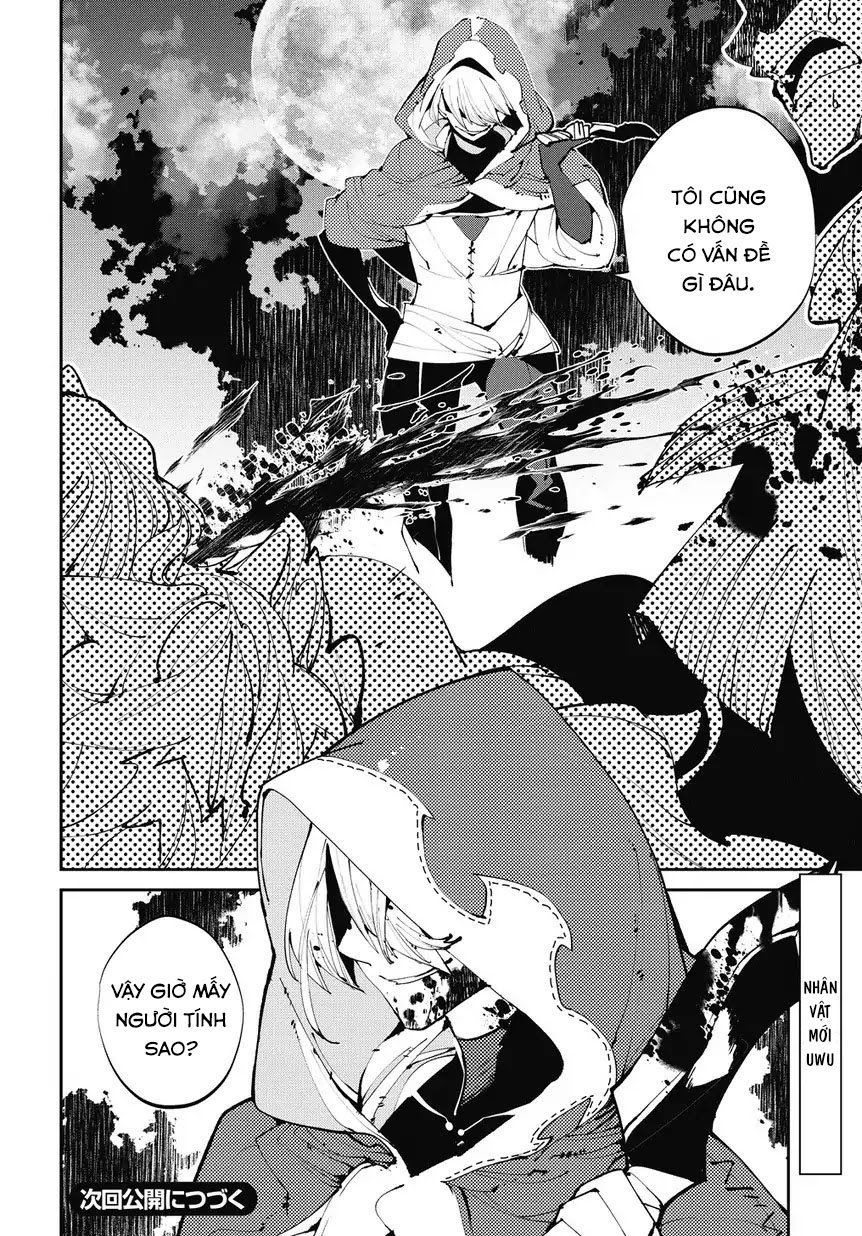 TÔI CŨNG
KHÔNG
CÓ VẤN ĐỀ
GÌ ĐÂU.
VẬY GIỜ MẤY
NGƯỜI TÍNH
SAO?
NHÂN
VẬT
MỚI
UWU
次回公開につづく